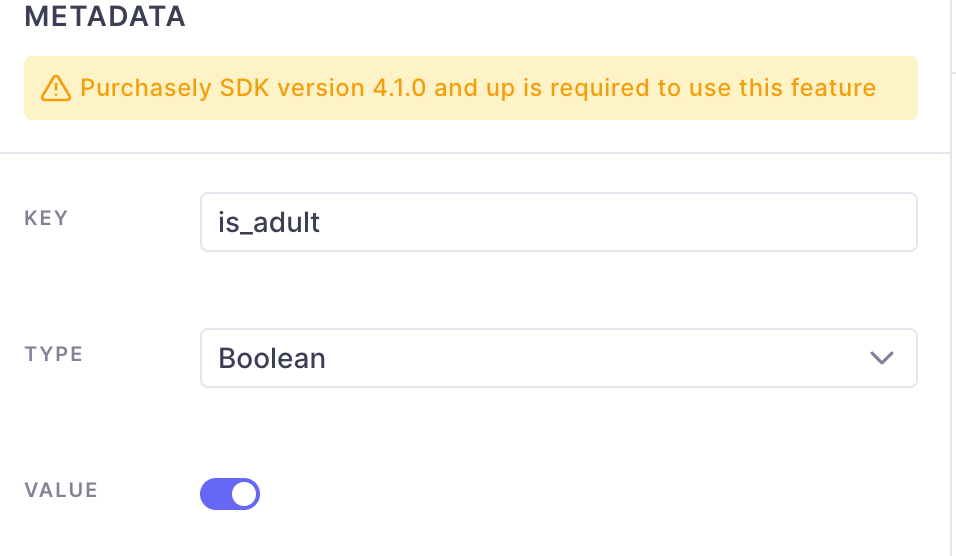 METADATA
Purchasely SDK version 4.1.0 and up is required to use this feature
KEY
is_adult
TYPE
Boolean
VALUE